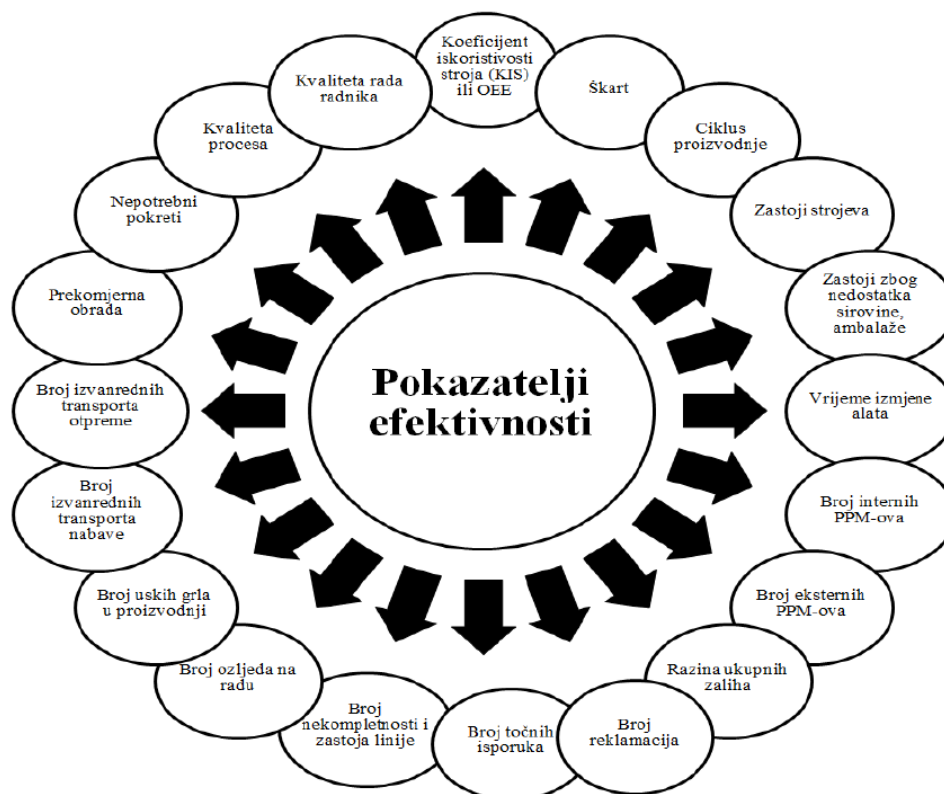 Pokazatelji
efektivnosti
Koeficijent
iskoristivosti
stroja (KIS)
ili OEE
Škart
Ciklus
proizvodnje
Zastoji strojeva
Zastoji zbog
nedostatka
sirovine,
ambalaže
Vrijeme izmjene
alata
Broj internih
PPM-ova
Broj eksternih
PPM-ova
Razina ukupnih
zaliha
Broj
reklamacija
Broj točnih
isporuka
Broj
nekompletnosti i
zastoja linije
Broj ozljeda na
radu
Broj uskih grla
u proizvodnji
Broj
izvanrednih
transporta
nabave
Broj izvanrednih
transporta
otpreme
Prekomjerna
obrada
Nepotrebni
pokreti
Kvaliteta
procesa
Kvaliteta rada
radnika